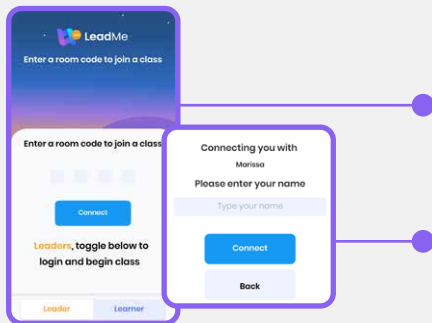 LeadMe
Enter a room code to join a class
Enter a room code to join a class
Connect
Leaders, toggle below to
login and begin class
Leader
Learner
Connecting you with
Marissa
Please enter your name
Type your name
Connect
Back